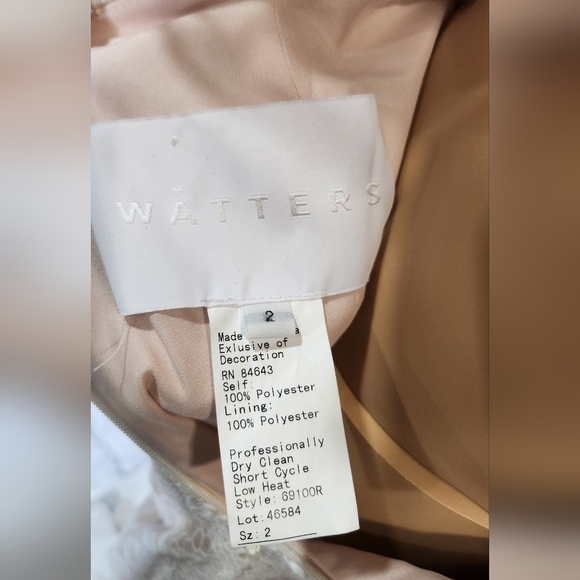 WATTERS
2
Made a
Exlusive of
Decoration
RN 84643
Self:
100% Polyester
Lining:
100% Polyester
Professionally
Dry Clean
Short Cycle
Low Heat
Style: 69100R
Lot: 46584
Sz: 2